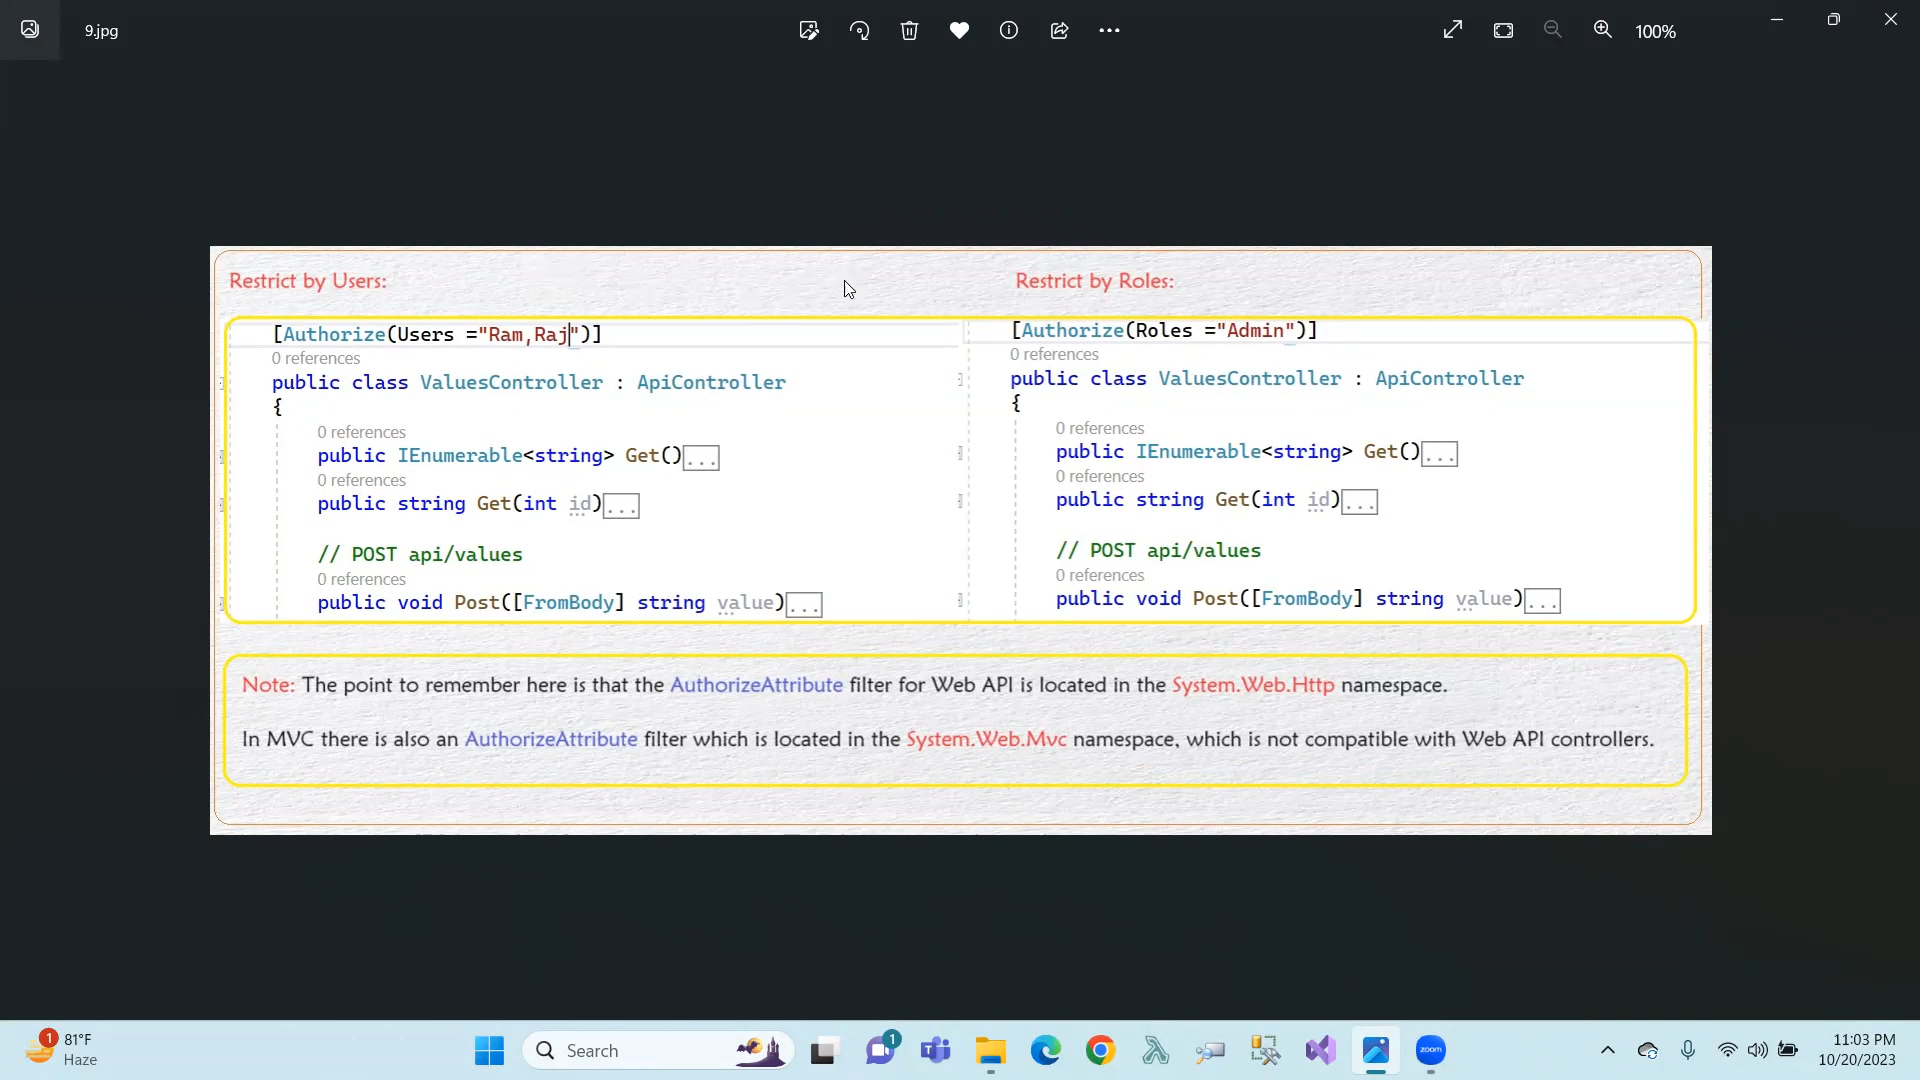 9.jpg
100%
Restrict by Users:
[Authorize(Users ="Ram,Raj")]
0 references
public class ValuesController : ApiController
{
0 references
public IEnumerable<string> Get()...
0 references
public string Get(int id)...
// POST api/values
0 references
public void Post([FromBody] string value)...
Restrict by Roles:
[Authorize(Roles ="Admin")]
0 references
public class ValuesController : ApiController
{
0 references
public IEnumerable<string> Get()...
0 references
public string Get(int id)...
// POST api/values
0 references
public void Post([FromBody] string value)...
Note: The point to remember here is that the AuthorizeAttribute filter for Web API is located in the System.Web.Http namespace.
In MVC there is also an AuthorizeAttribute filter which is located in the System.Web.Mvc namespace, which is not compatible with Web API controllers.
1
81°F
Haze
Search
1
zoom
11:03 PM
10/20/2023